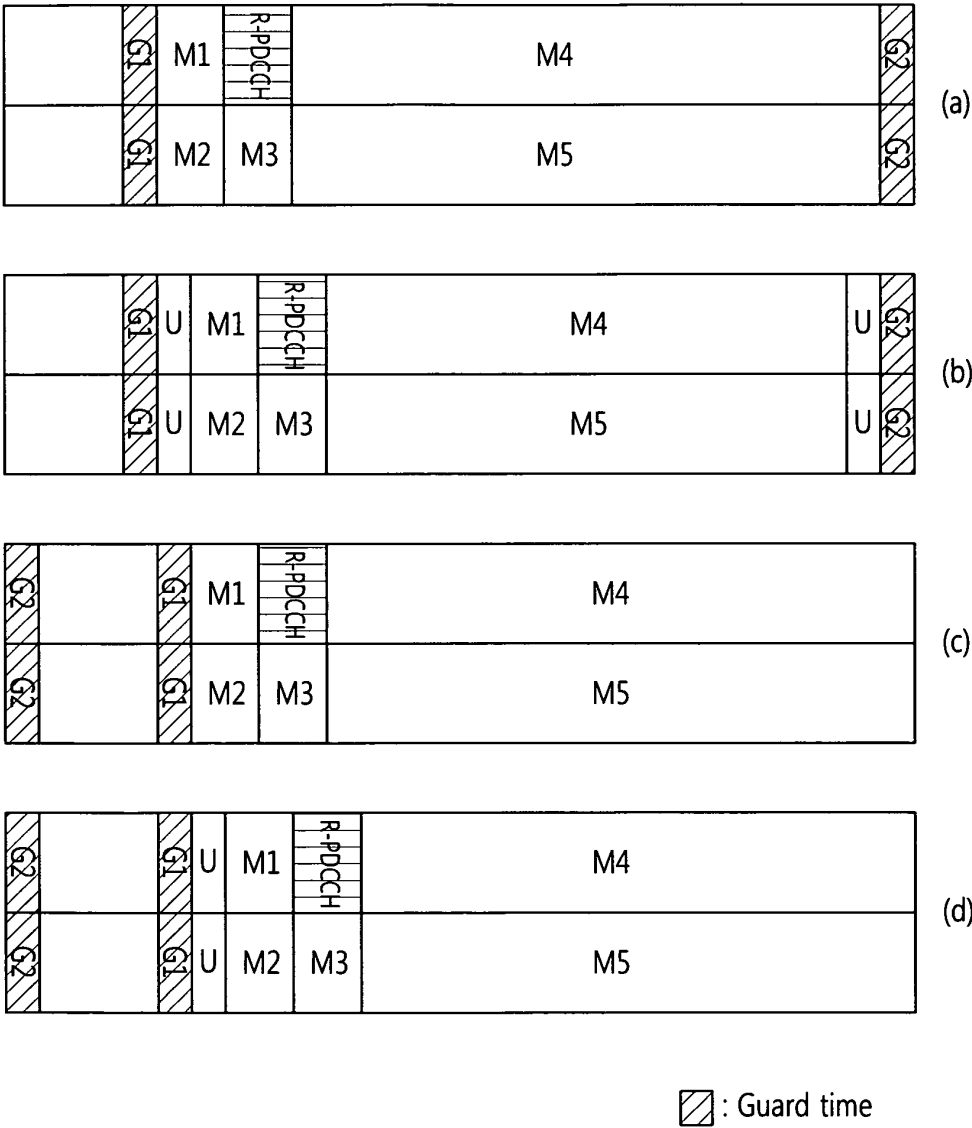 G1 M1 R-PDCCH M4 G2
(a)
G1 M2 M3 M5 G2
G1 U M1 R-PDCCH M4 U G2
(b)
G1 U M2 M3 M5 U G2
G2 G1 M1 R-PDCCH M4
(c)
G2 G1 M2 M3 M5
G2 G1 U M1 R-PDCCH M4
(d)
G2 G1 U M2 M3 M5
: Guard time